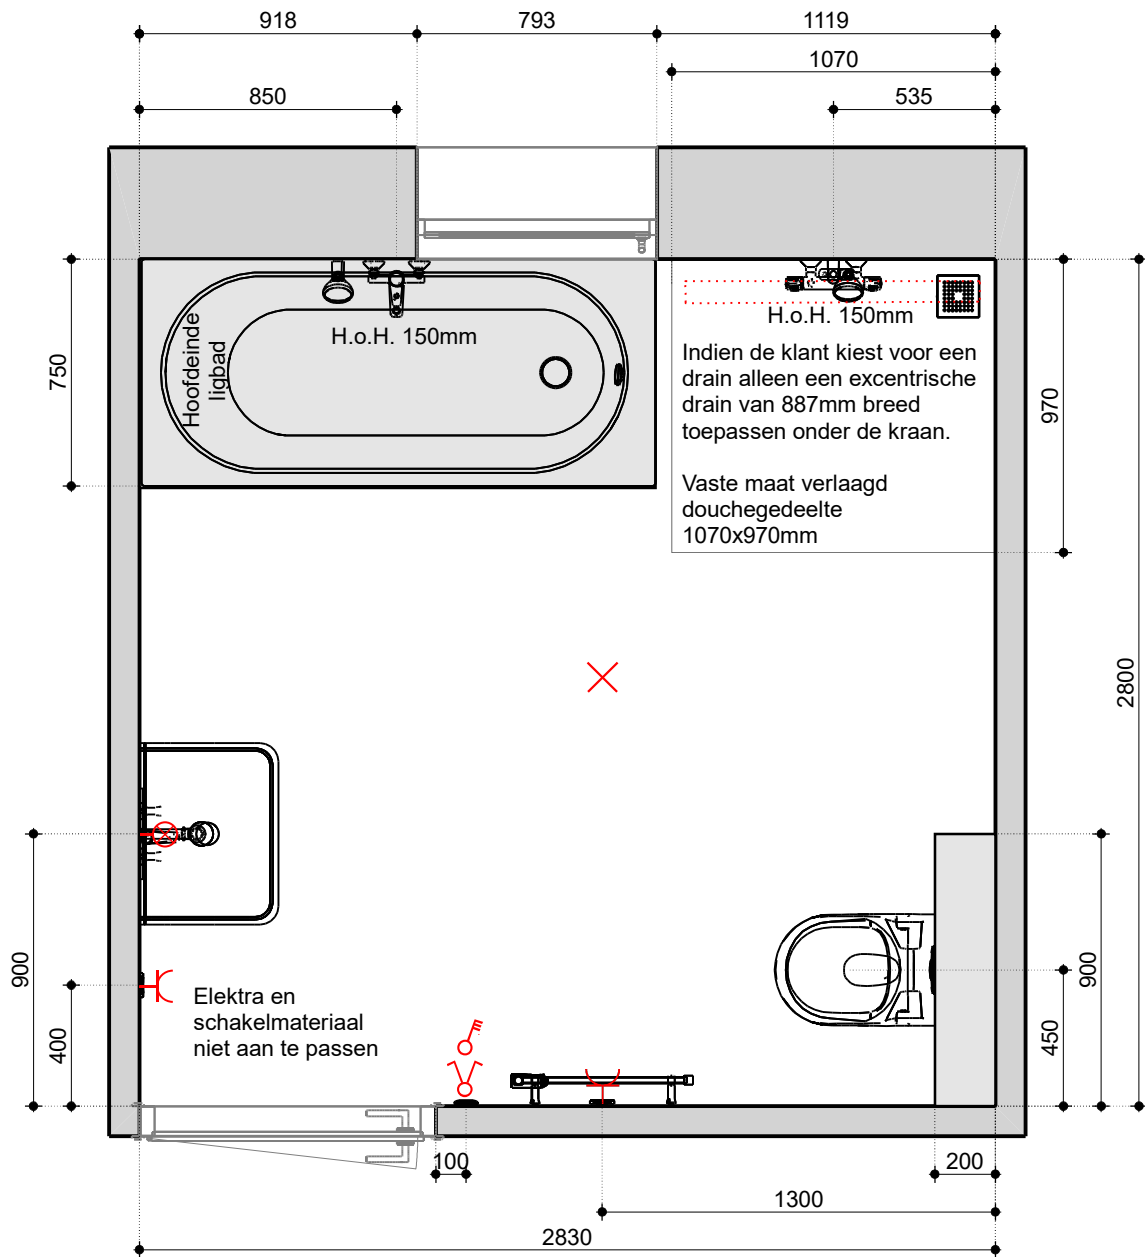 918
793
1119
1070
850
535
H.o.H. 150mm
H.o.H. 150mm
Hoofdeinde
ligbad
Indien de klant kiest voor een
drain alleen een excentrische
drain van 887mm breed
toepassen onder de kraan.
Vaste maat verlaagd
douchegedeelte
1070x970mm
750
970
2800
900
400
Elektra en
schakelmateriaal
niet aan te passen
900
450
100
200
1300
2830